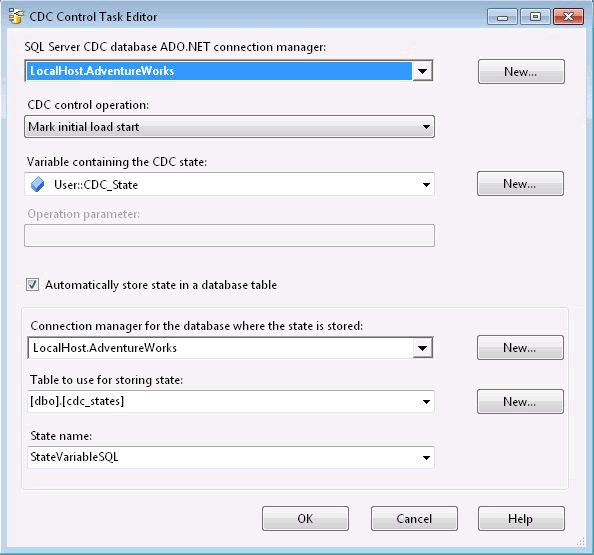 CDC Control Task Editor
SQL Server CDC database ADO.NET connection manager:
LocalHost.AdventureWorks
New...
CDC control operation:
Mark initial load start
Variable containing the CDC state:
User::CDC_State
New...
Operation parameter:
Automatically store state in a database table
Connection manager for the database where the state is stored:
LocalHost.AdventureWorks
New...
Table to use for storing state:
[dbo].[cdc_states]
New...
State name:
StateVariableSQL
OK
Cancel
Help